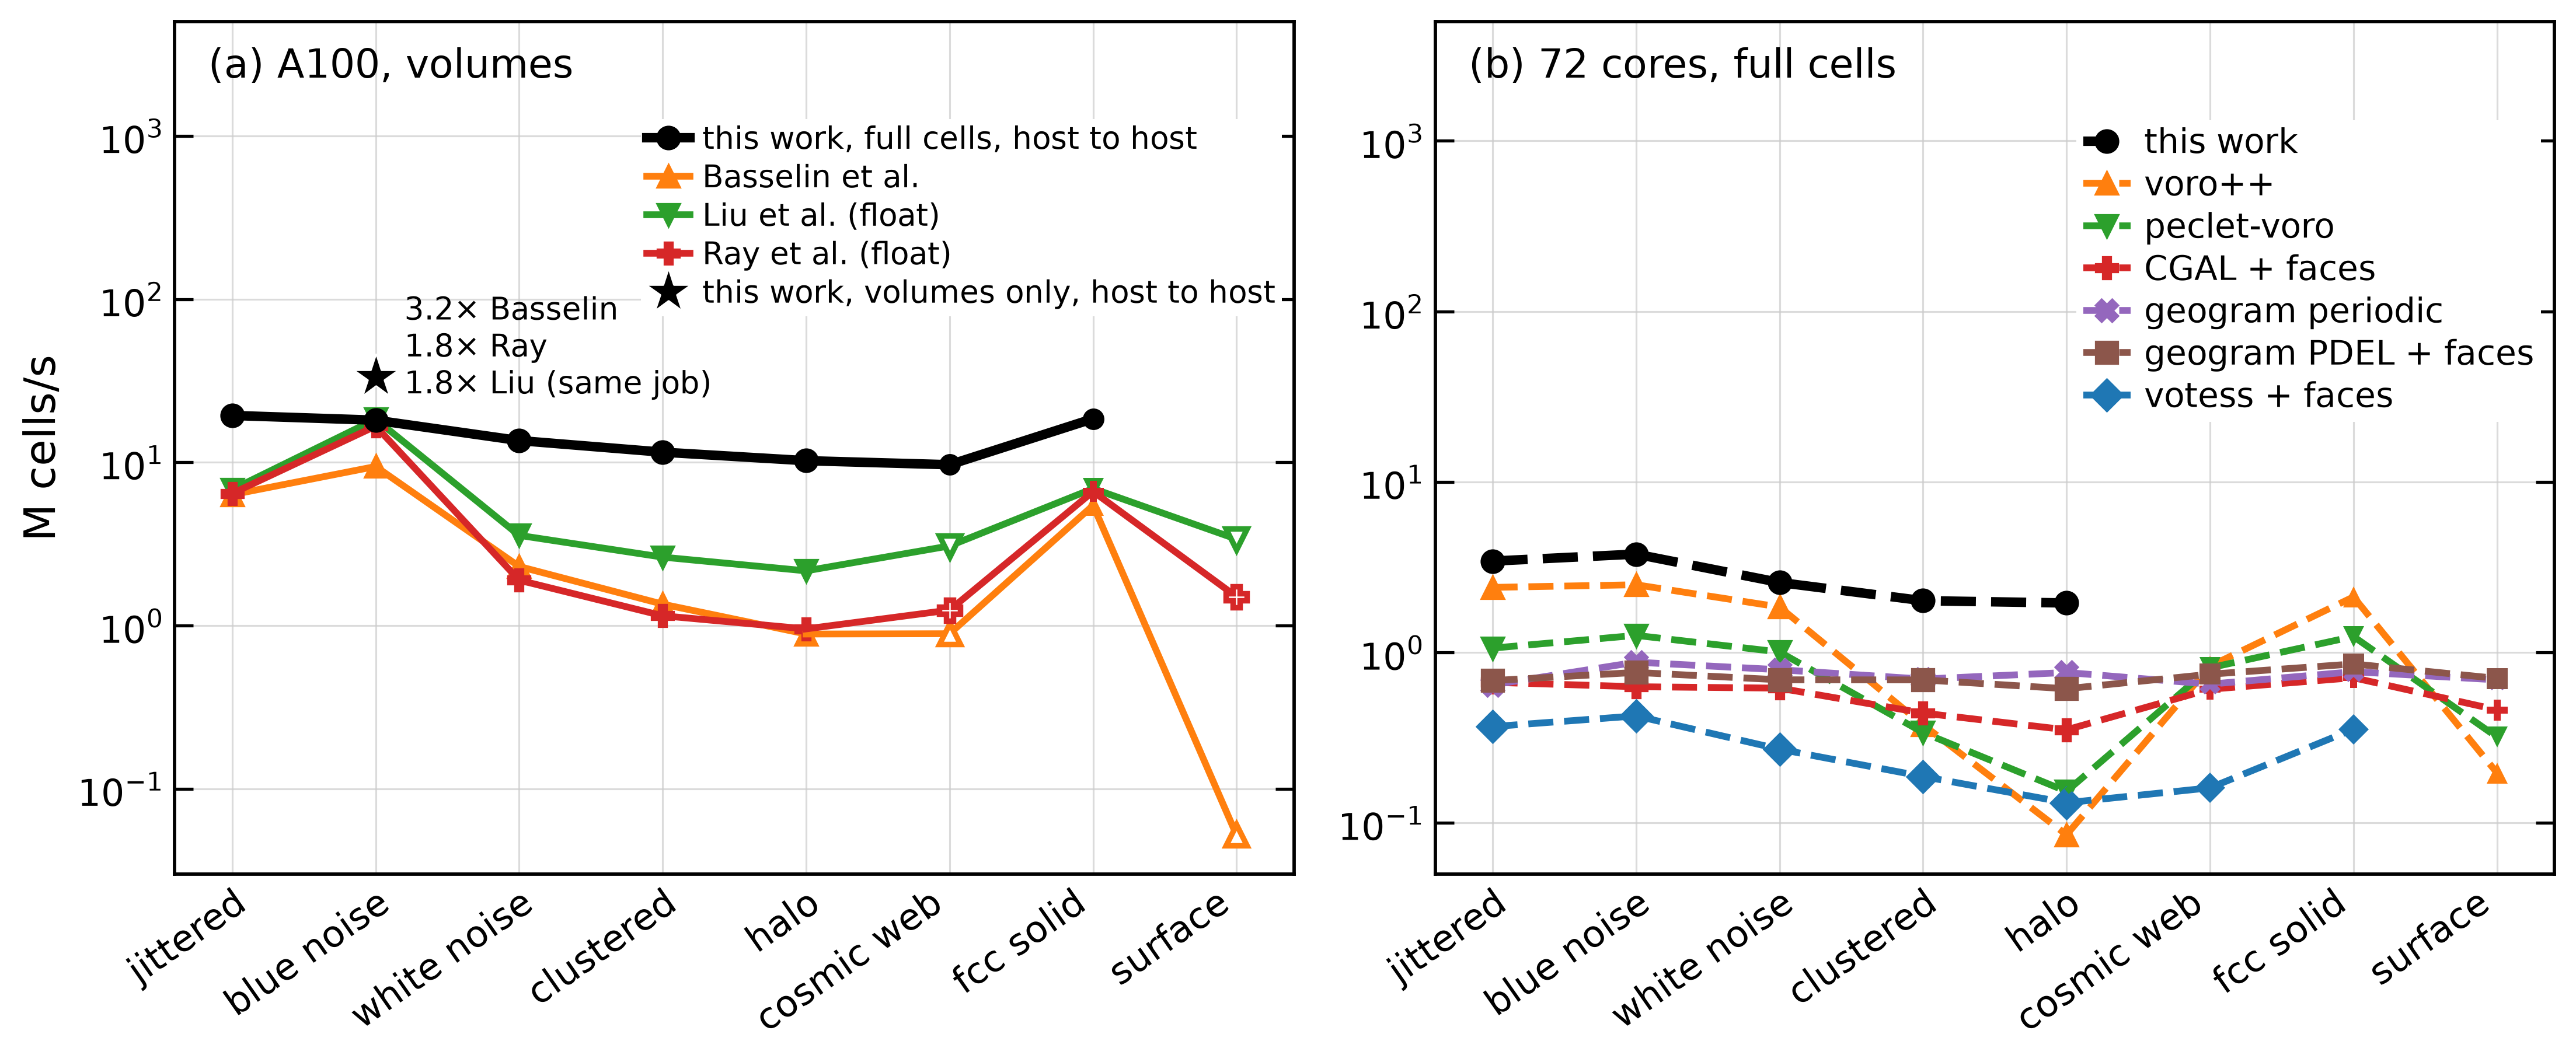 (a) A100, volumes
this work, full cells, host to host
Basselin et al.
Liu et al. (float)
Ray et al. (float)
this work, volumes only, host to host
3.2× Basselin
1.8× Ray
1.8× Liu (same job)
M cells/s
10³
10²
10¹
10⁰
10⁻¹
jittered
blue noise
white noise
clustered
halo
cosmic web
fcc solid
surface
(b) 72 cores, full cells
this work
voro++
peclet-voro
CGAL + faces
geogram periodic
geogram PDEL + faces
votess + faces
10³
10²
10¹
10⁰
10⁻¹
jittered
blue noise
white noise
clustered
halo
cosmic web
fcc solid
surface